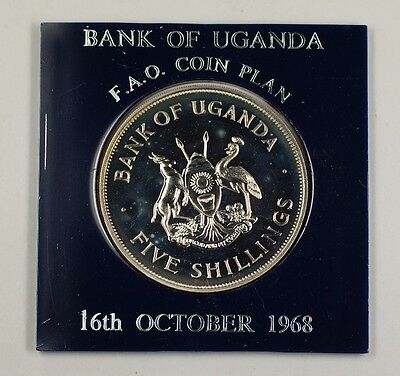 BANK OF UGANDA
F.A.O. COIN PLAN
BANK OF UGANDA
FIVE SHILLINGS
16th OCTOBER 1968